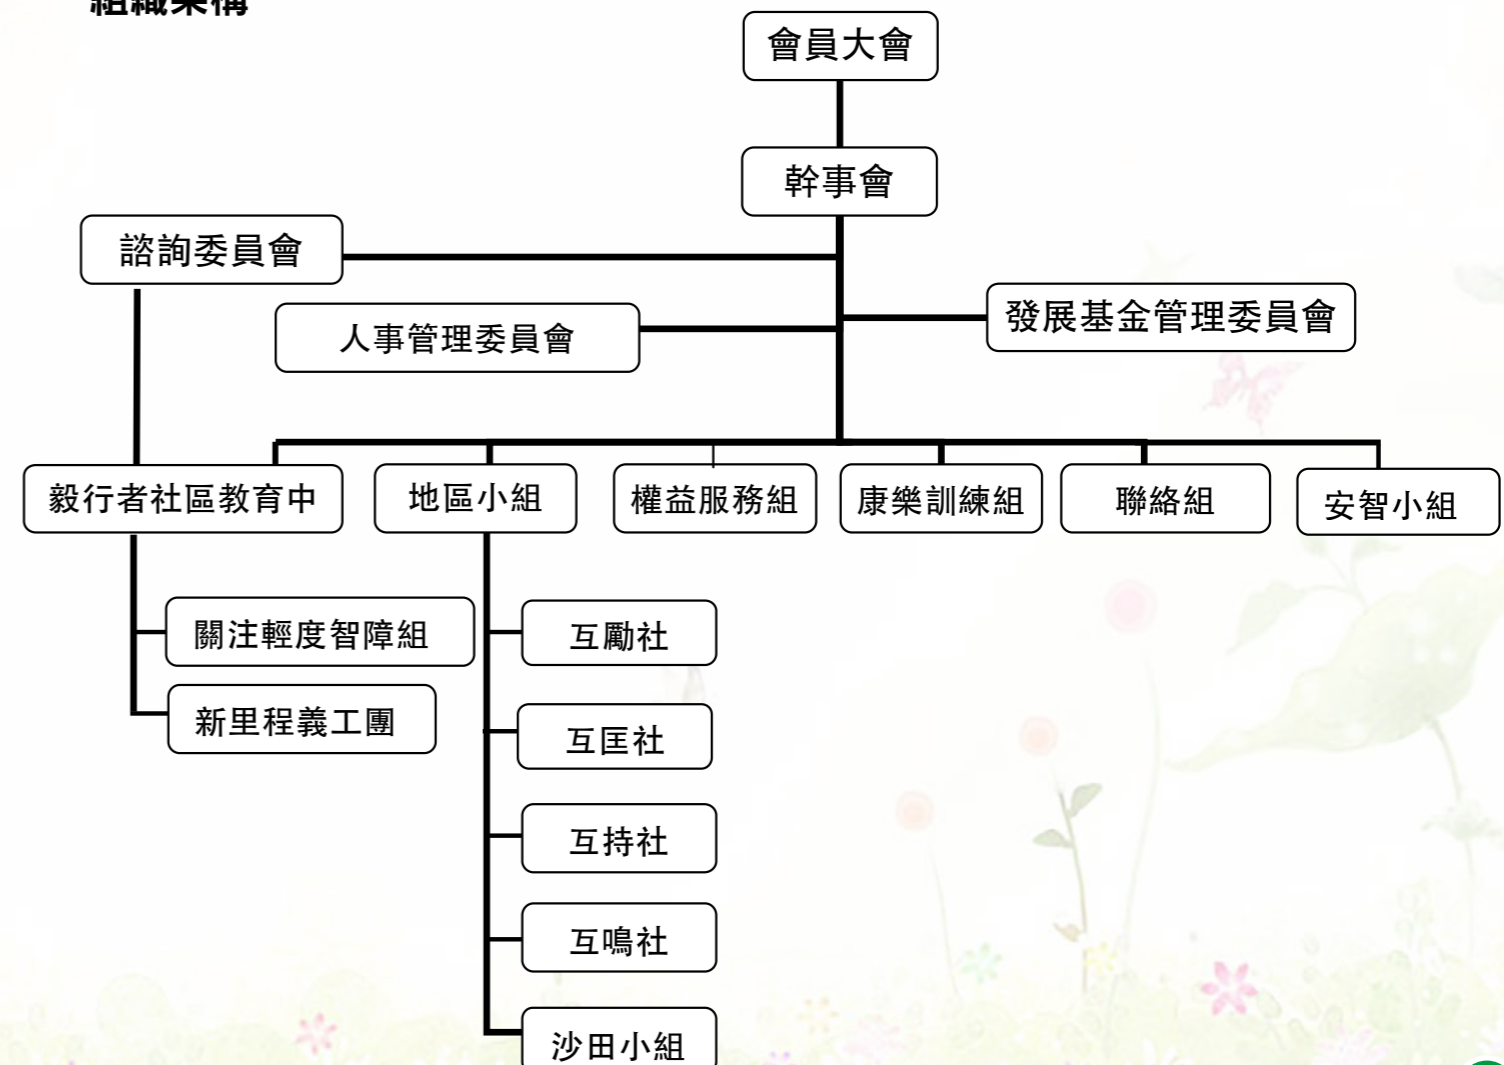 組織架構
會員大會
幹事會
諮詢委員會
發展基金管理委員會
人事管理委員會
毅行者社區教育中
地區小組
權益服務組
康樂訓練組
聯絡組
安智小組
關注輕度智障組
互勵社
新里程義工團
互匡社
互持社
互鳴社
沙田小組